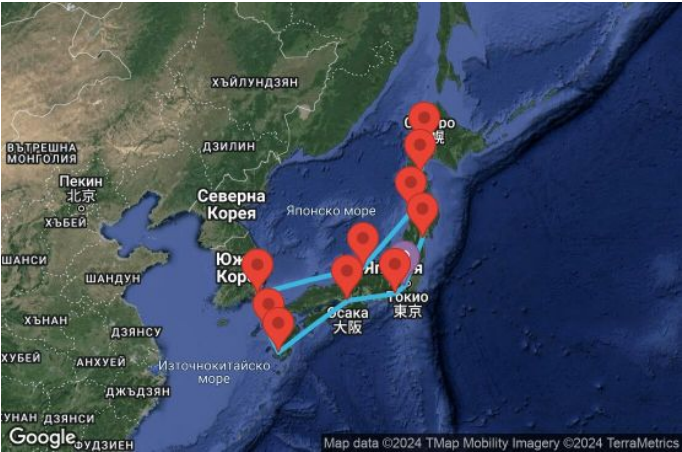 ХЪЙЛУНДЗЯН
ВЪТРЕШНА
МОНГОЛИЯ
ДЗИЛИН
Пекин
北京
Северна
Корея
Японско море
ХЪБЕЙ
ШАНСИ
ШАНДУН
Токио
東京
ХЪНАН
Осака
大阪
ДЗЯНСУ
ХУБЕЙ
АНХУЕЙ
Източнокитайско
море
ДЖЪДЗЯН
ДЗЯНСИ
ФУДЗИЕН
Google
Map data ©2024 TMap Mobility Imagery ©2024 TerraMetrics